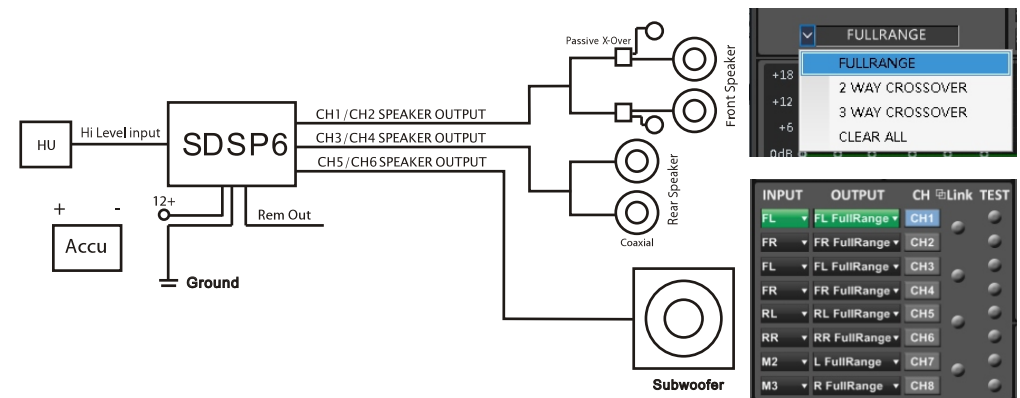 HU
Hi Level input
SDSP6
CH1/CH2 SPEAKER OUTPUT
CH3/CH4 SPEAKER OUTPUT
CH5/CH6 SPEAKER OUTPUT
Passive X-Over
Front Speaker
Rear Speaker
Coaxial
Subwoofer
+ -
Accu
12+
Rem Out
Ground
FULLRANGE
FULLRANGE
2 WAY CROSSOVER
3 WAY CROSSOVER
CLEAR ALL
+18
+12
+6
0dB
INPUT OUTPUT CH Link TEST
FL FL FullRange CH1
FR FR FullRange CH2
FL FL FullRange CH3
FR FR FullRange CH4
RL RL FullRange CH5
RR RR FullRange CH6
M2 L FullRange CH7
M3 R FullRange CH8